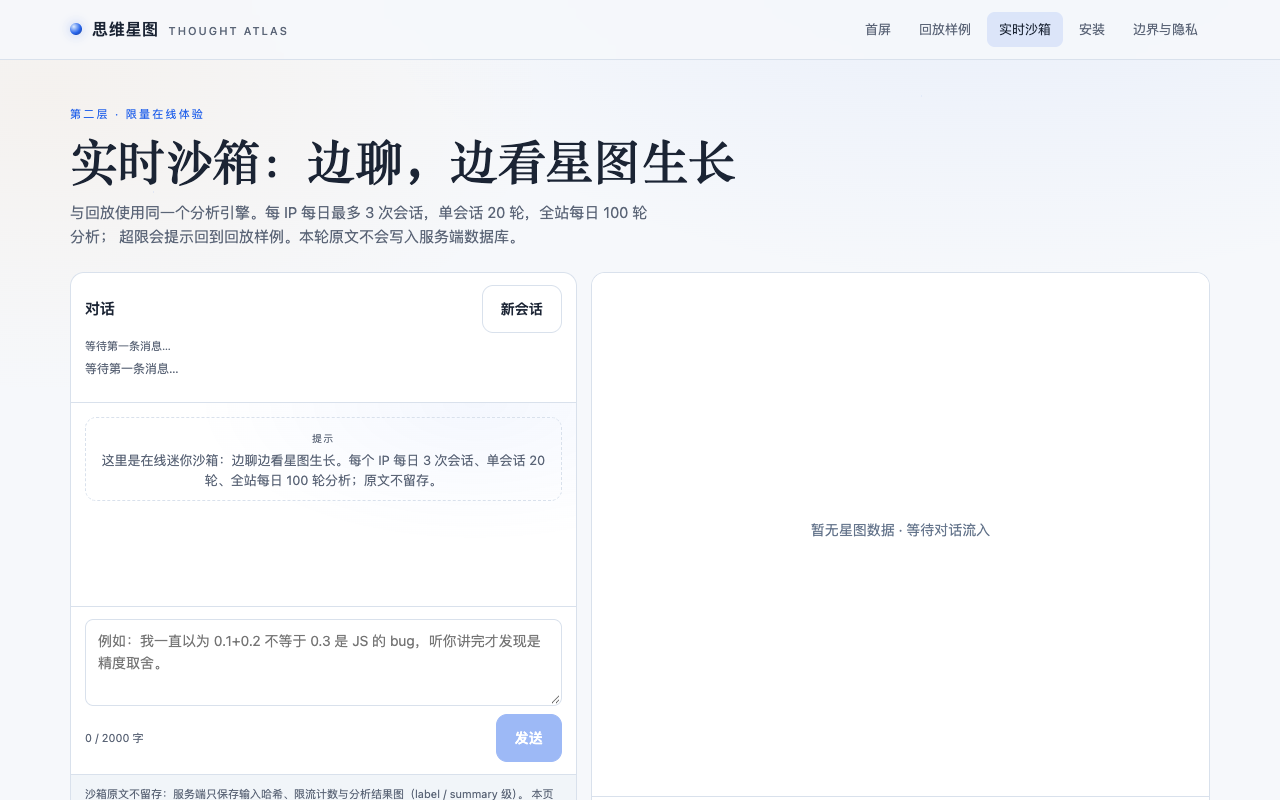 思维星图 THOUGHT ATLAS
首屏 回放样例 实时沙箱 安装 边界与隐私
第二层 · 限量在线体验
实时沙箱：边聊，边看星图生长
与回放使用同一个分析引擎。每 IP 每日最多 3 次会话，单会话 20 轮，全站每日 100 轮
分析； 超限会提示回到回放样例。本轮原文不会写入服务端数据库。
对话
新会话
等待第一条消息...
等待第一条消息...
提示
这里是在线迷你沙箱：边聊边看星图生长。每个 IP 每日 3 次会话、单会话 20
轮、全站每日 100 轮分析；原文不留存。
例如：我一直以为 0.1+0.2 不等于 0.3 是 JS 的 bug，听你讲完才发现是
精度取舍。
0 / 2000 字
发送
沙箱原文不留存：服务端只保存输入哈希、限流计数与分析结果图（label / summary 级）。 本页
暂无星图数据 · 等待对话流入